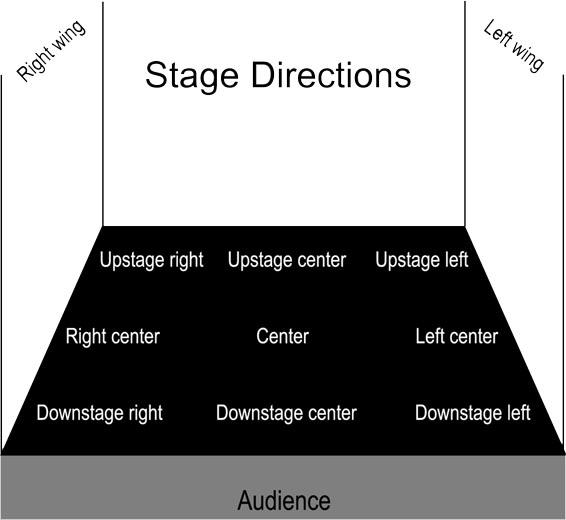 Right wing
Left wing
Stage Directions
Upstage right Upstage center Upstage left
Right center Center Left center
Downstage right Downstage center Downstage left
Audience